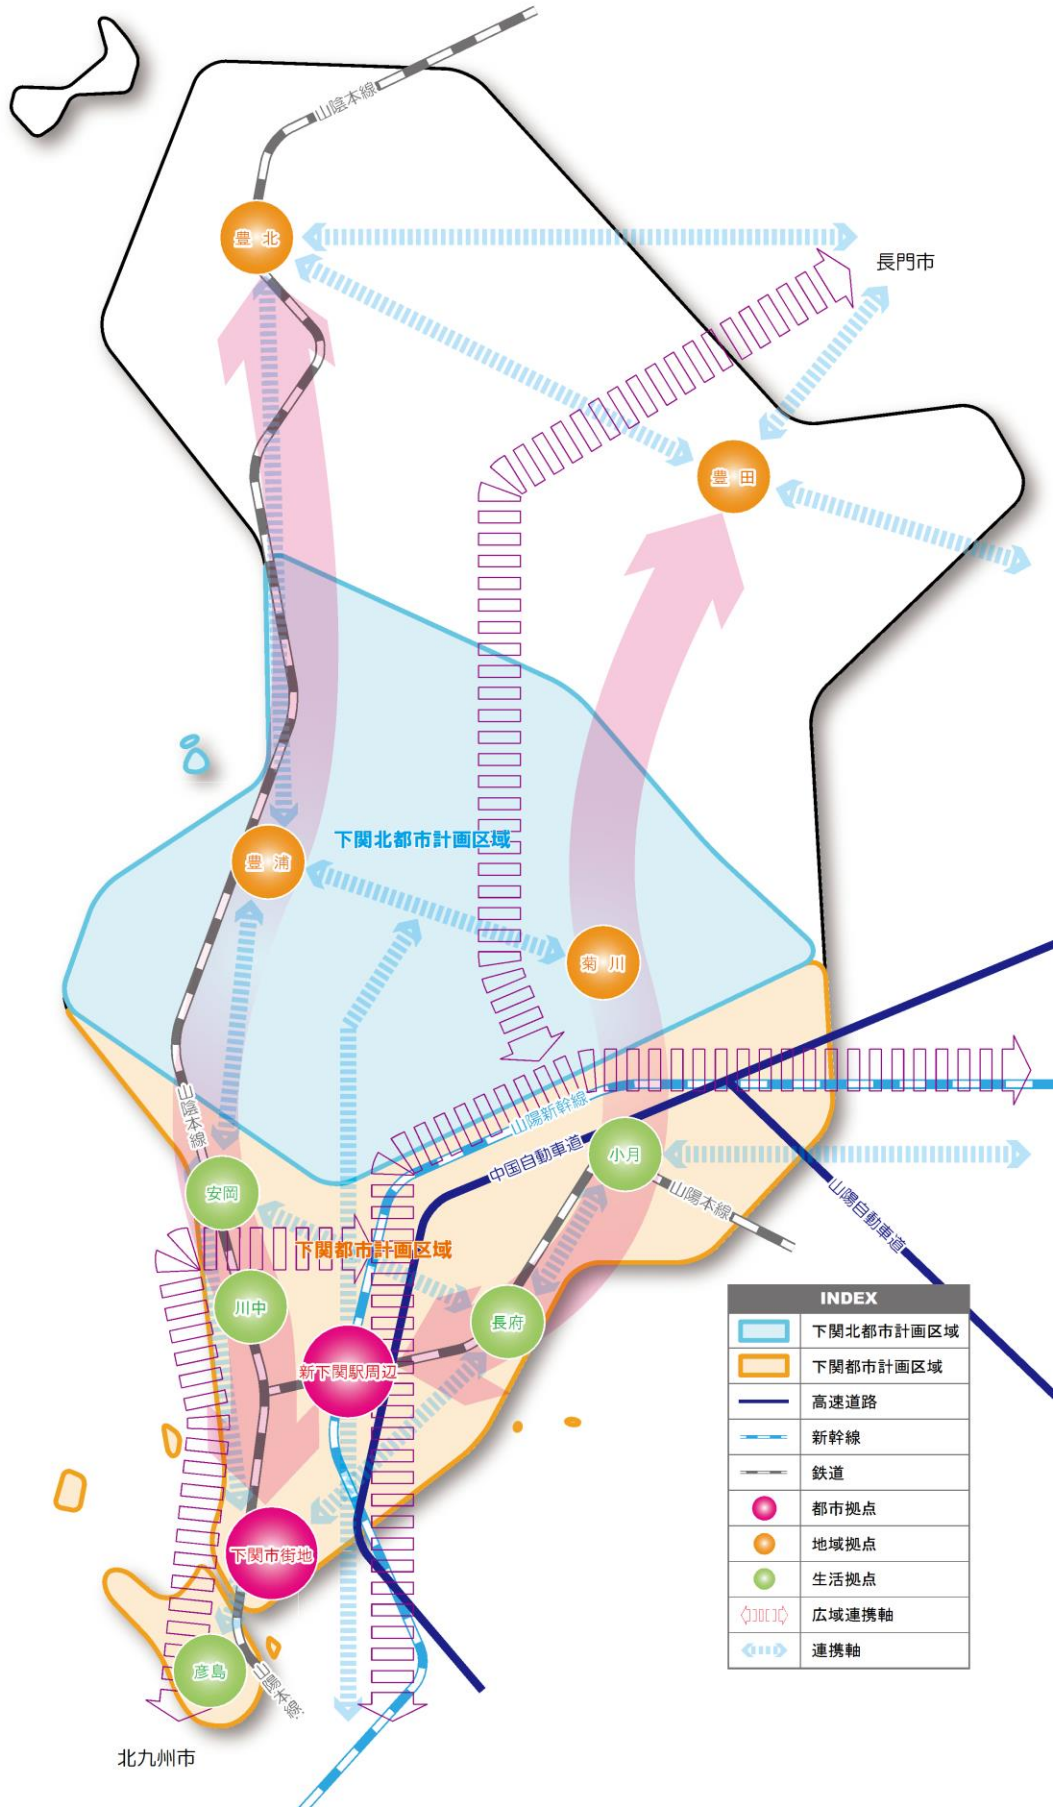 山陰本線
豊北
長門市
豊田
下関北都市計画区域
豊浦
菊川
山陰本線
山陽新幹線
中国自動車道
小月
山陽本線
山陽自動車道
安岡
下関都市計画区域
川中
長府
新下関駅周辺
下関市街地
彦島
山陽本線
北九州市
INDEX
下関北都市計画区域
下関都市計画区域
高速道路
新幹線
鉄道
都市拠点
地域拠点
生活拠点
広域連携軸
連携軸